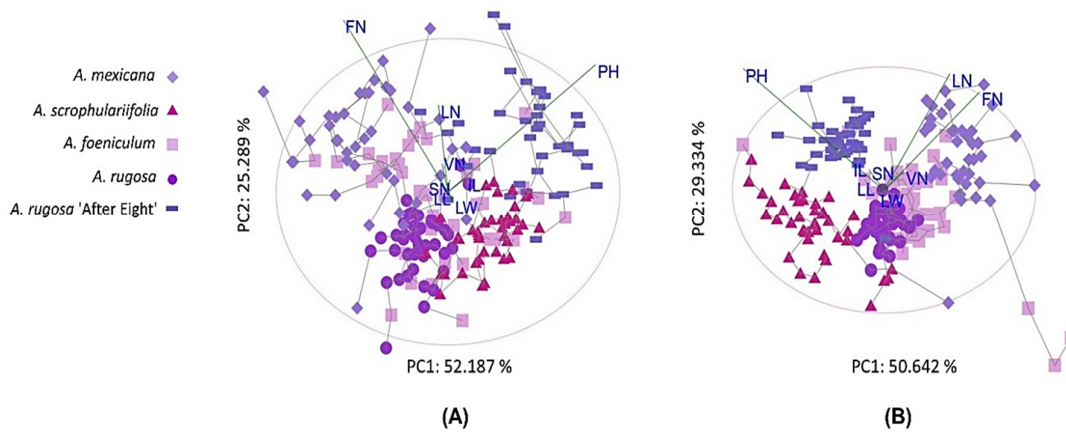 A. mexicana
A. scrophulariifolia
A. foeniculum
A. rugosa
A. rugosa 'After Eight'
PC2: 25.289 %
FN
PH
LN
VN
SN
IL
LL
LW
PC1: 52.187 %
(A)
PC2: 29.334 %
PH
LN
FN
IL
SN
VN
LL
LW
PC1: 50.642 %
(B)